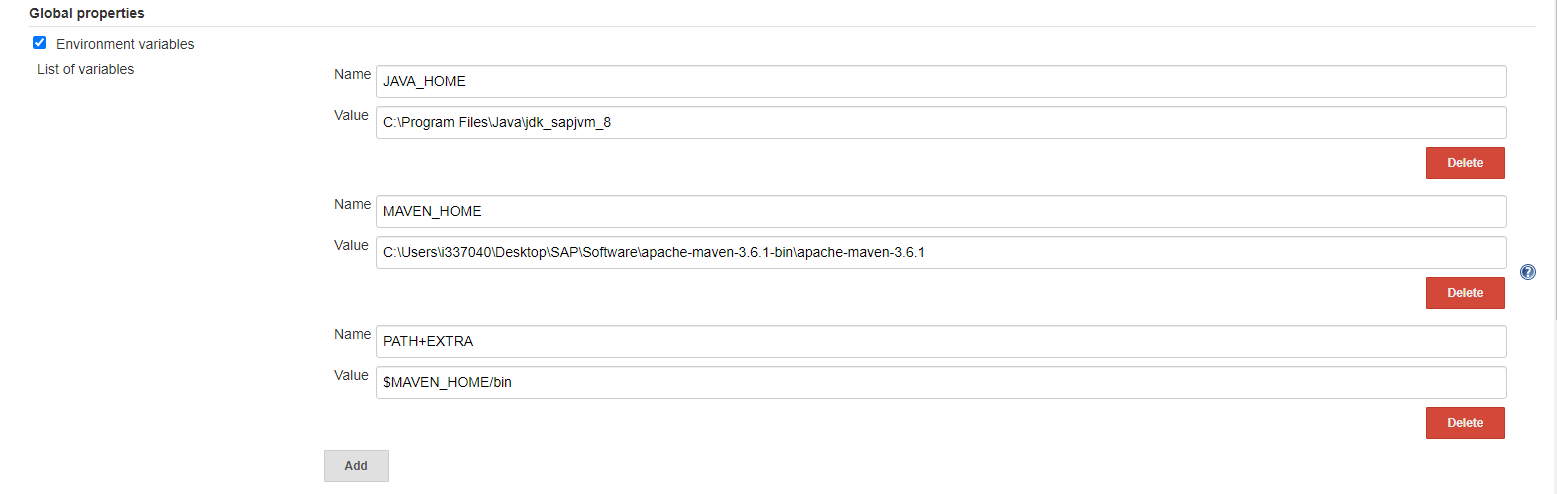 Global properties
Environment variables
List of variables
Name JAVA_HOME
Value C:\Program Files\Java\jdk_sapjvm_8
Delete
Name MAVEN_HOME
Value C:\Users\i337040\Desktop\SAP\Software\apache-maven-3.6.1-bin\apache-maven-3.6.1
?
Delete
Name PATH+EXTRA
Value $MAVEN_HOME/bin
Delete
Add